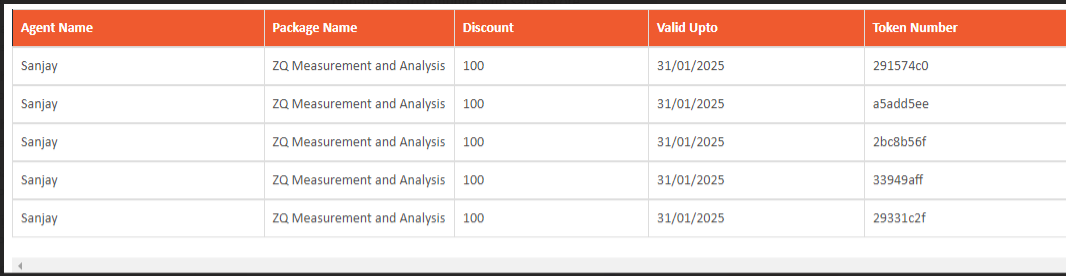 Agent Name Package Name Discount Valid Upto Token Number
Sanjay ZQ Measurement and Analysis 100 31/01/2025 291574c0
Sanjay ZQ Measurement and Analysis 100 31/01/2025 a5add5ee
Sanjay ZQ Measurement and Analysis 100 31/01/2025 2bc8b56f
Sanjay ZQ Measurement and Analysis 100 31/01/2025 33949aff
Sanjay ZQ Measurement and Analysis 100 31/01/2025 29331c2f